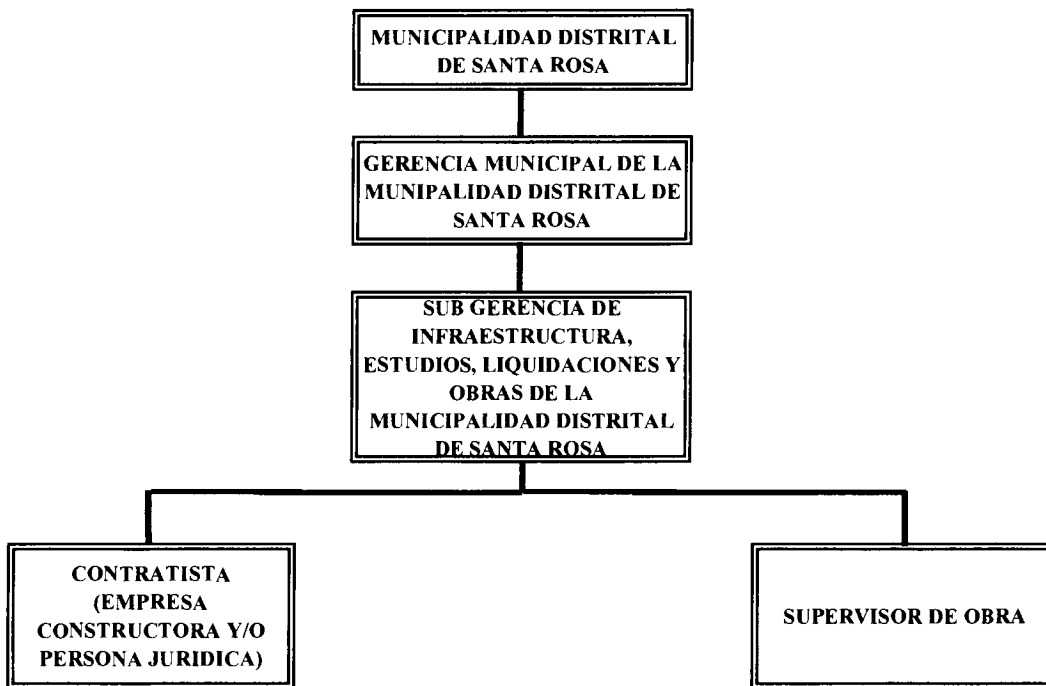 MUNICIPALIDAD DISTRITAL
DE SANTA ROSA
GERENCIA MUNICIPAL DE LA
MUNIPALIDAD DISTRITAL DE
SANTA ROSA
SUB GERENCIA DE
INFRAESTRUCTURA,
ESTUDIOS, LIQUIDACIONES Y
OBRAS DE LA
MUNICIPALIDAD DISTRITAL
DE SANTA ROSA
CONTRATISTA
(EMPRESA
CONSTRUCTORA Y/O
PERSONA JURIDICA)
SUPERVISOR DE OBRA